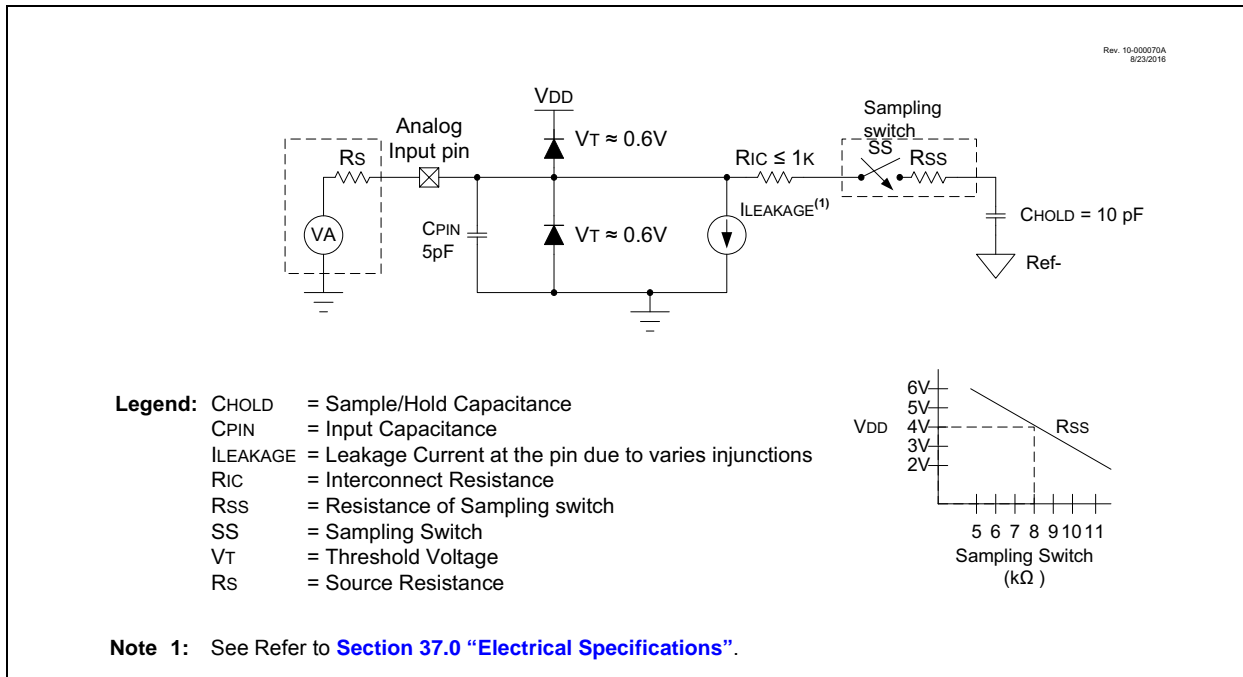 Rev. 10-000070A
8/23/2016
VDD
Sampling
switch
Analog
Input pin
VT ≈ 0.6V
SS
RS
RIC ≤ 1K
RSS
ILEAKAGE(1)
CHOLD = 10 pF
VA
CPIN
5pF
VT ≈ 0.6V
Ref-
Legend: CHOLD = Sample/Hold Capacitance
CPIN = Input Capacitance
ILEAKAGE = Leakage Current at the pin due to varies injunctions
RIC = Interconnect Resistance
RSS = Resistance of Sampling switch
SS = Sampling Switch
VT = Threshold Voltage
RS = Source Resistance
6V
5V
VDD 4V RSS
3V
2V
5 6 7 8 9 10 11
Sampling Switch
(kΩ )
Note 1: See Refer to Section 37.0 “Electrical Specifications”.